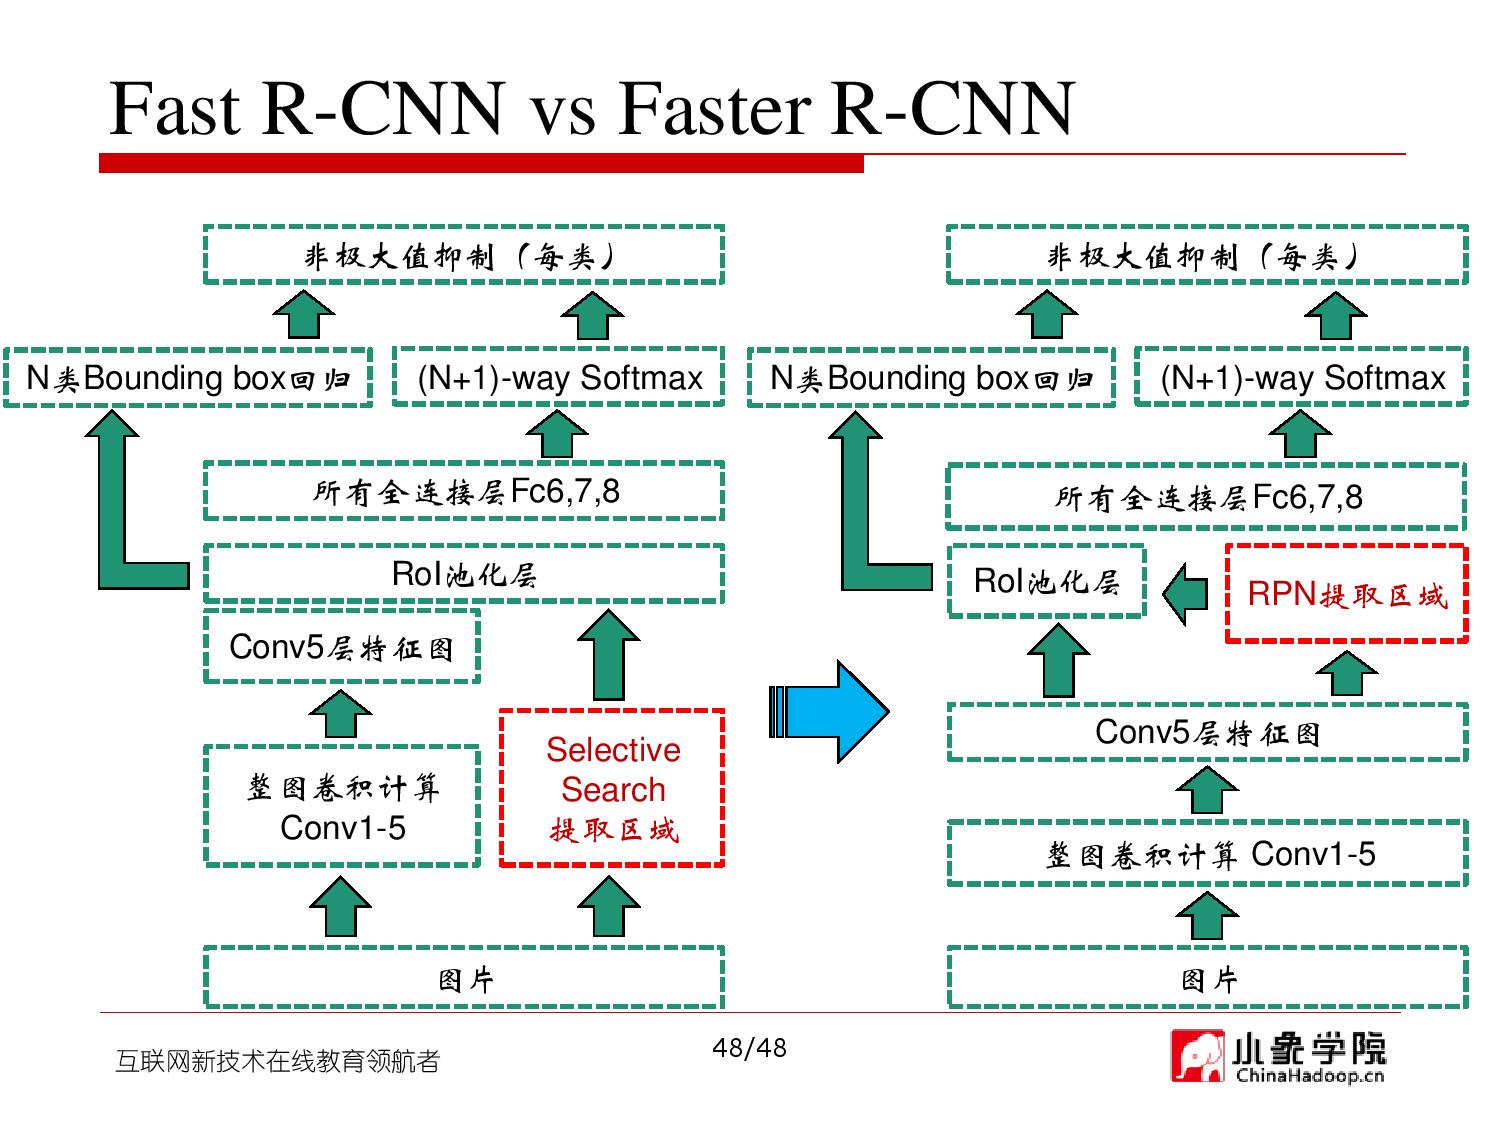 Fast R-CNN vs Faster R-CNN
非极大值抑制（每类）
N类Bounding box回归
(N+1)-way Softmax
所有全连接层Fc6,7,8
RoI池化层
Conv5层特征图
整图卷积计算
Conv1-5
Selective
Search
提取区域
图片
非极大值抑制（每类）
N类Bounding box回归
(N+1)-way Softmax
所有全连接层Fc6,7,8
RoI池化层
RPN提取区域
Conv5层特征图
整图卷积计算 Conv1-5
图片
互联网新技术在线教育领航者
48/48
小象学院
ChinaHadoop.cn